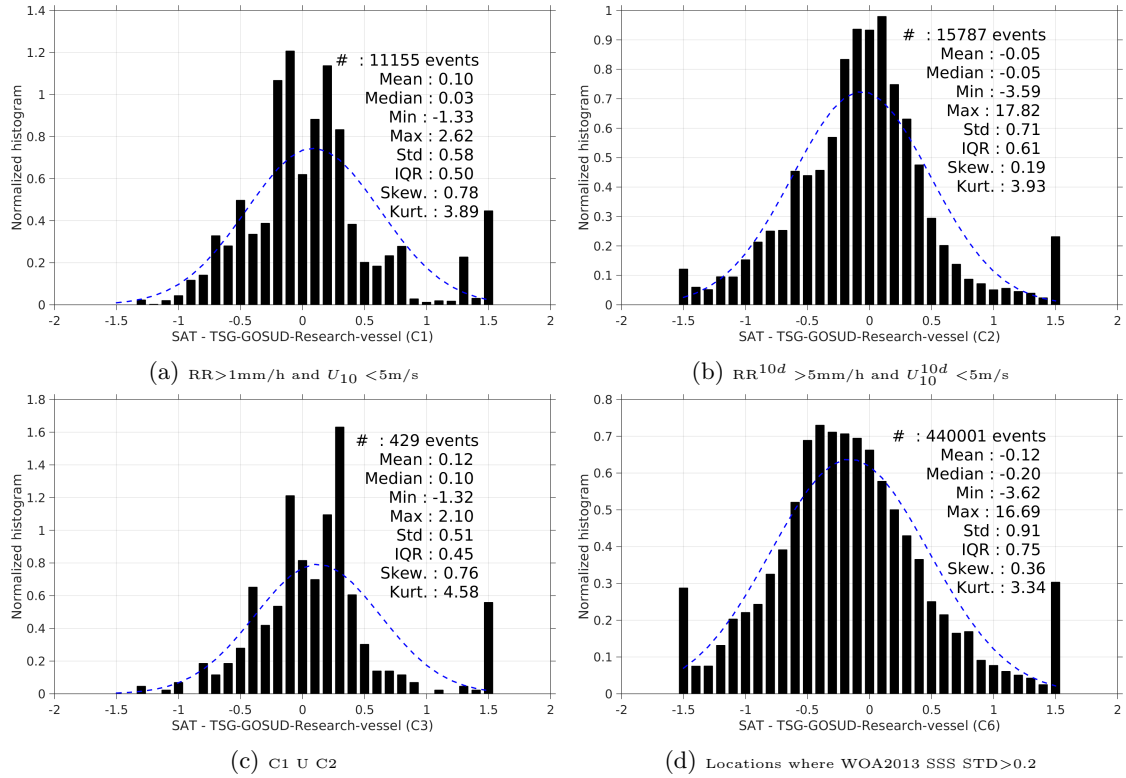 1.4
1.2
1
0.8
0.6
0.4
0.2
0
Normalized histogram
# : 11155 events
Mean : 0.10
Median : 0.03
Min : -1.33
Max : 2.62
Std : 0.58
IQR : 0.50
Skew. : 0.78
Kurt. : 3.89
-2 -1.5 -1 -0.5 0 0.5 1 1.5 2
SAT - TSG-GOSUD-Research-vessel (C1)
(a) RR>1mm/h and U10 <5m/s
1
0.9
0.8
0.7
0.6
0.5
0.4
0.3
0.2
0.1
0
Normalized histogram
# : 15787 events
Mean : -0.05
Median : -0.05
Min : -3.59
Max : 17.82
Std : 0.71
IQR : 0.61
Skew. : 0.19
Kurt. : 3.93
-2 -1.5 -1 -0.5 0 0.5 1 1.5 2
SAT - TSG-GOSUD-Research-vessel (C2)
(b) RR^10d >5mm/h and U10^10d <5m/s
1.8
1.6
1.4
1.2
1
0.8
0.6
0.4
0.2
0
Normalized histogram
# : 429 events
Mean : 0.12
Median : 0.10
Min : -1.32
Max : 2.10
Std : 0.51
IQR : 0.45
Skew. : 0.76
Kurt. : 4.58
-2 -1.5 -1 -0.5 0 0.5 1 1.5 2
SAT - TSG-GOSUD-Research-vessel (C3)
(c) C1 U C2
0.8
0.7
0.6
0.5
0.4
0.3
0.2
0.1
0
Normalized histogram
# : 440001 events
Mean : -0.12
Median : -0.20
Min : -3.62
Max : 16.69
Std : 0.91
IQR : 0.75
Skew. : 0.36
Kurt. : 3.34
-2 -1.5 -1 -0.5 0 0.5 1 1.5 2
SAT - TSG-GOSUD-Research-vessel (C6)
(d) Locations where WOA2013 SSS STD>0.2